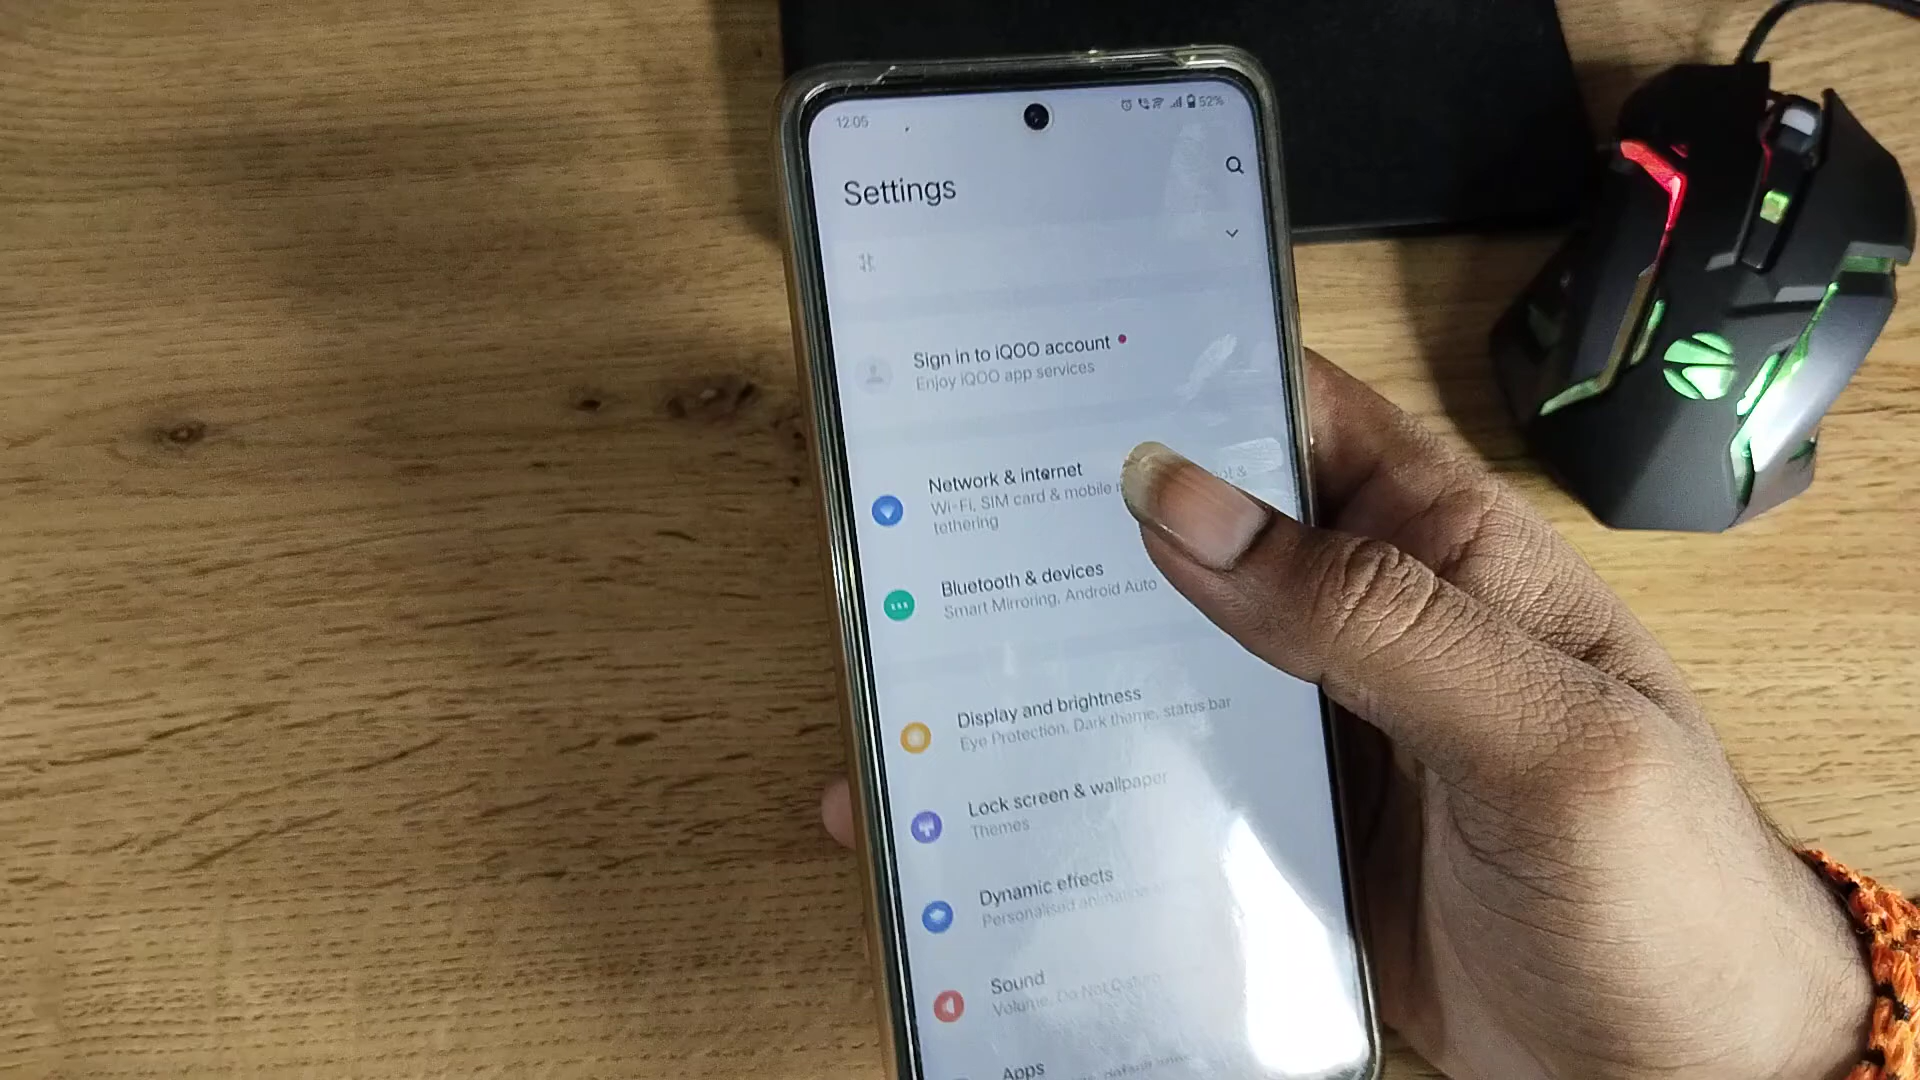 12:05
52%
Settings
Sign in to iQOO account
Enjoy iQOO app services
Network & internet
Wi-Fi, SIM card & mobile
&
tethering
Bluetooth & devices
Smart Mirroring, Android Auto
Display and brightness
Eye Protection, Dark theme, status bar
Lock screen & wallpaper
Themes
Dynamic effects
Personalised
Sound
Volume, Do Not Disturb
Apps